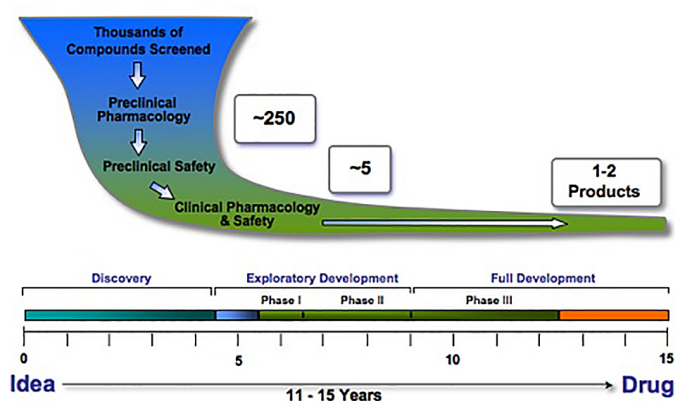 Thousands of
Compounds Screened
Preclinical
Pharmacology
~250
Preclinical Safety
~5
1-2
Products
Clinical Pharmacology
& Safety
Discovery
Exploratory Development
Full Development
Phase I
Phase II
Phase III
0
5
10
15
Idea
11 - 15 Years
Drug